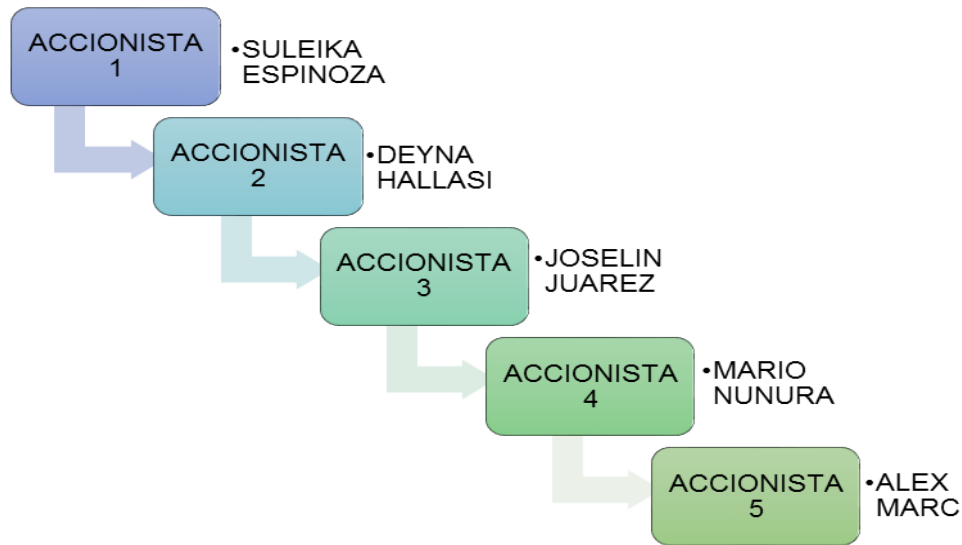 ACCIONISTA
1
•SULEIKA
ESPINOZA
ACCIONISTA
2
•DEYNA
HALLASI
ACCIONISTA
3
•JOSELIN
JUAREZ
ACCIONISTA
4
•MARIO
NUNURA
ACCIONISTA
5
•ALEX
MARC